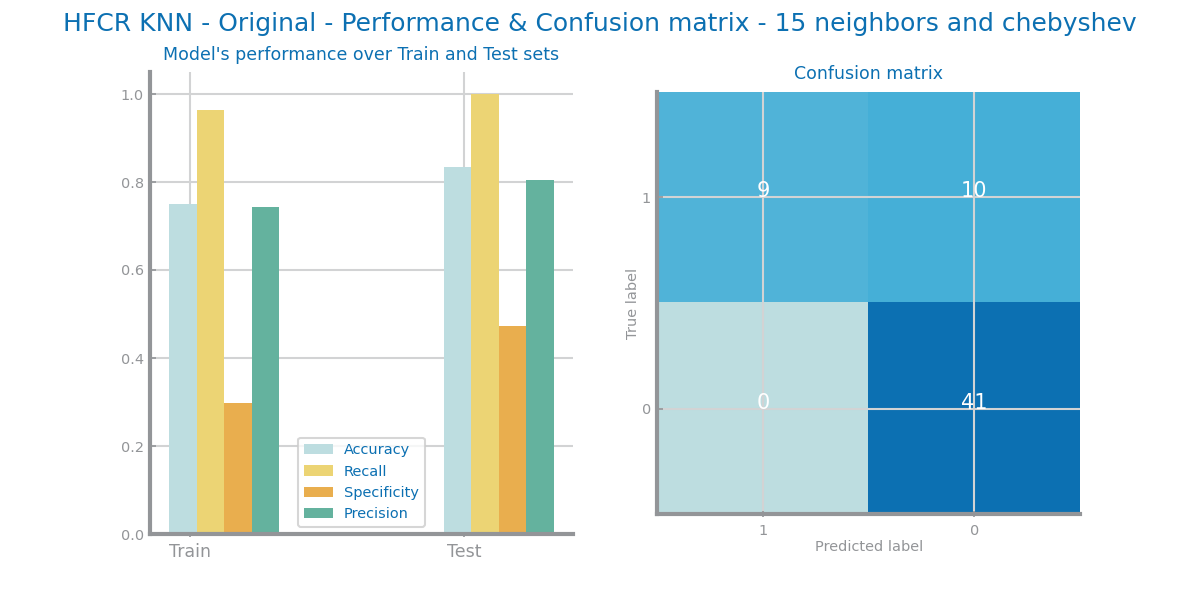 HFCR KNN - Original - Performance & Confusion matrix - 15 neighbors and chebyshev
Model's performance over Train and Test sets
1.0
0.8
0.6
0.4
0.2
0.0
Train
Test
Accuracy
Recall
Specificity
Precision
Confusion matrix
True label
1
0
9
10
0
41
1
0
Predicted label